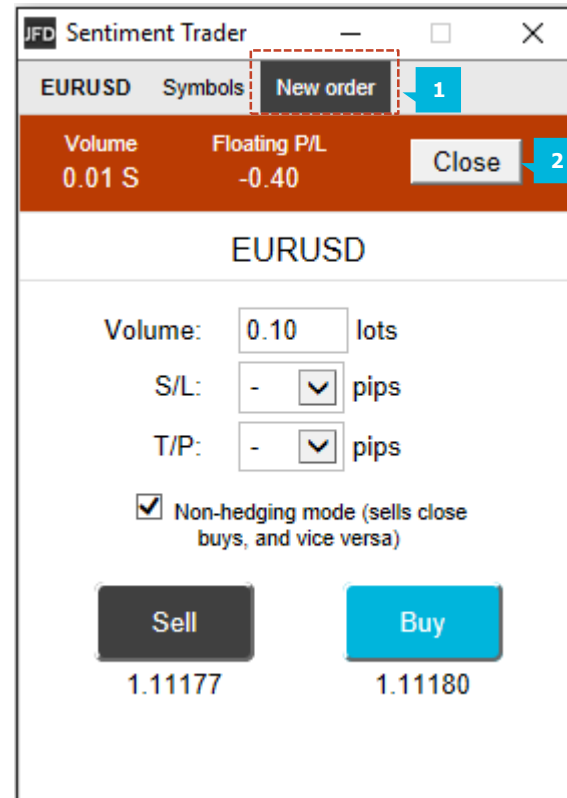 JFD Sentiment Trader
EURUSD Symbols New order 1
Volume Floating P/L
0.01 S -0.40 Close 2
EURUSD
Volume: 0.10 lots
S/L: - pips
T/P: - pips
Non-hedging mode (sells close
buys, and vice versa)
Sell Buy
1.11177 1.11180